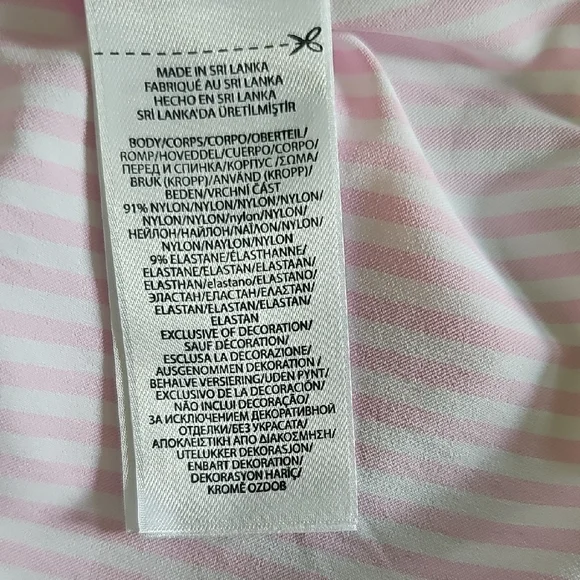 MADE IN SRI LANKA
FABRIQUÉ AU SRI LANKA
HECHO EN SRI LANKA
SRİ LANKA'DA ÜRETİLMİŞTİR
BODY/CORPS/CORPO/OBERTEIL/
ROMP/HOVEDDEL/CUERPO/CORPO/
ПЕРЕД И СПИНКА/КОРПУС /ΣΩΜΑ/
BRUK (KROPP)/ANVÄND (KROPP)/
BEDEN/VRCHNÍ ČÁST
91% NYLON/NYLON/NYLON/NYLON/
NYLON/NYLON/nylon/NYLON/
НЕЙЛОН/НАЙЛОН/ΝΑΪΛΟΝ/NYLON/
NYLON/NAYLON/NYLON
9% ELASTANE/ÉLASTHANNE/
ELASTANE/ELASTAN/ELASTAAN/
ELASTHAN/elastano/ELASTANO/
ЭЛАСТАН/ЕЛАСТАН/ΕΛΑΣΤΑΝ/
ELASTAN/ELASTAN/ELASTAN/
ELASTAN
EXCLUSIVE OF DECORATION/
SAUF DÉCORATION/
ESCLUSA LA DECORAZIONE/
AUSGENOMMEN DEKORATION /
BEHALVE VERSIERING/UDEN PYNT/
EXCLUSIVO DE LA DECORACIÓN/
NÃO INCLUI DECORAÇÃO/
ЗА ИСКЛЮЧЕНИЕМ ДЕКОРАТИВНОЙ
ОТДЕЛКИ/БЕЗ УКРАСАТА/
ΑΠΟΚΛΕΙΣΤΙΚΗ ΑΠΟ ΔΙΑΚΟΣΜΗΣΗ/
UTELUKKER DEKORASJON/
ENBART DEKORATION/
DEKORASYON HARİÇ/
KROMĚ OZDOB